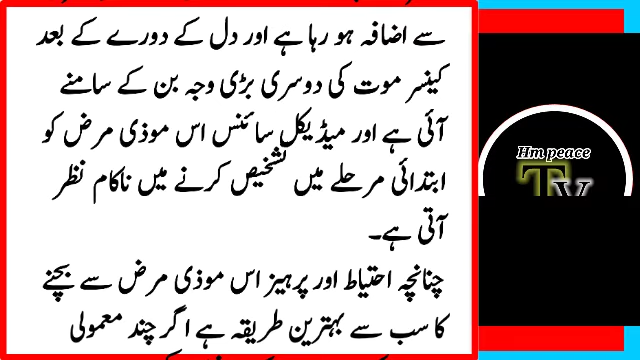 سے اضافہ ہو رہا ہے اور دل کے دورے کے بعد
کینسر موت کی دوسری بڑی وجہ بن کے سامنے
آئی ہے اور میڈیکل سائنس اس موذی مرض کو
ابتدائی مرحلے میں تشخیص کرنے میں ناکام نظر
آتی ہے۔
چنانچہ احتیاط اور پرہیز اس موذی مرض سے بچنے
کا سب سے بہترین طریقہ ہے اگر چند معمولی
Hm peace
TV